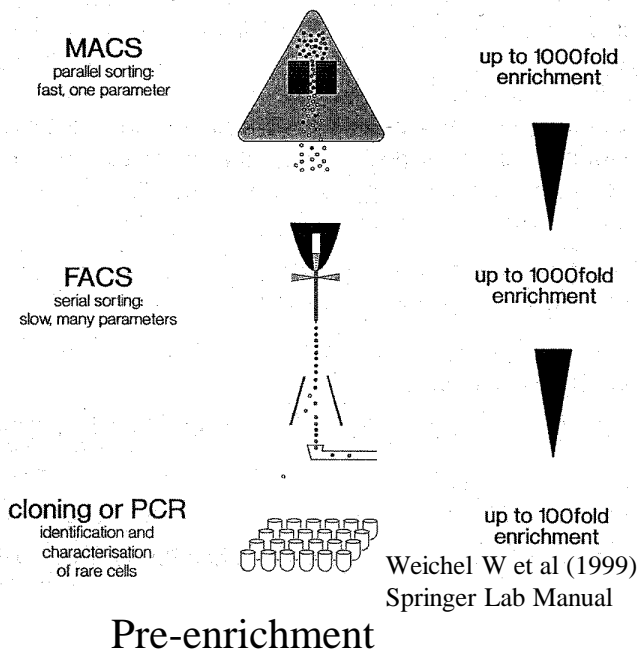 MACS
parallel sorting:
fast, one parameter
up to 1000fold
enrichment
FACS
serial sorting:
slow, many parameters
up to 1000fold
enrichment
cloning or PCR
identification and
characterisation
of rare cells
up to 100fold
enrichment
Weichel W et al (1999)
Springer Lab Manual
Pre-enrichment